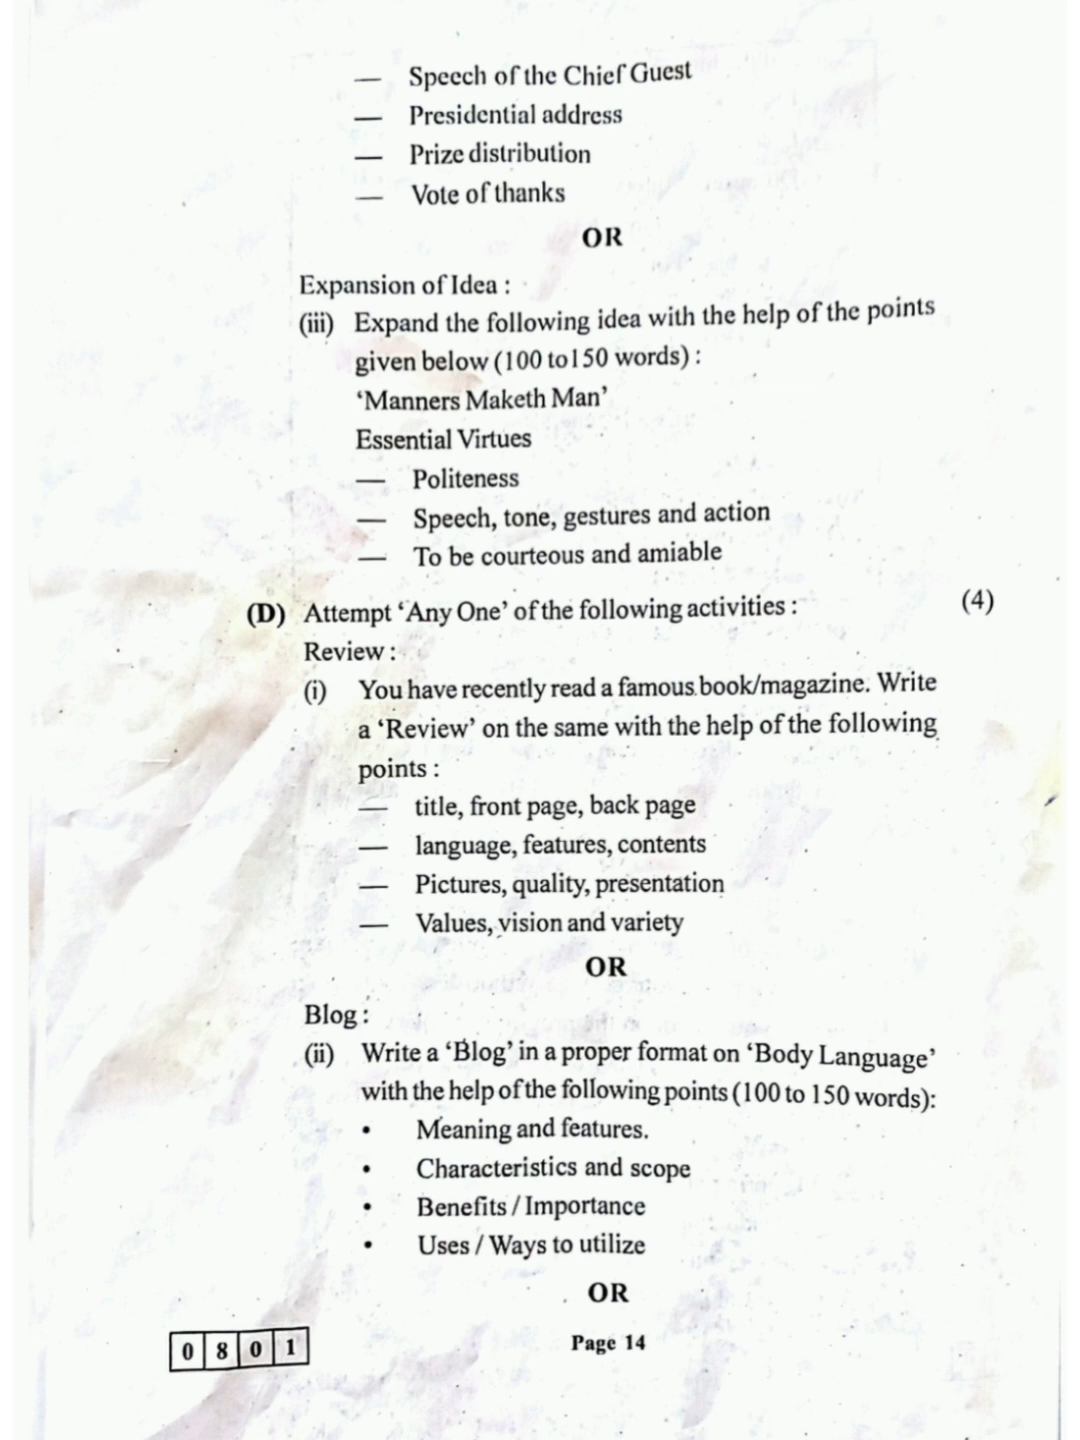 — Speech of the Chief Guest
— Presidential address
— Prize distribution
— Vote of thanks
OR
Expansion of Idea :
(iii) Expand the following idea with the help of the points
given below (100 to150 words) :
‘Manners Maketh Man’
Essential Virtues
— Politeness
— Speech, tone, gestures and action
— To be courteous and amiable
(D) Attempt ‘Any One’ of the following activities : (4)
Review :
(i) You have recently read a famous book/magazine. Write
a ‘Review’ on the same with the help of the following
points :
— title, front page, back page
— language, features, contents
— Pictures, quality, presentation
— Values, vision and variety
OR
Blog :
(ii) Write a ‘Blog’ in a proper format on ‘Body Language’
with the help of the following points (100 to 150 words):
• Meaning and features.
• Characteristics and scope
• Benefits / Importance
• Uses / Ways to utilize
OR
0 8 0 1 Page 14